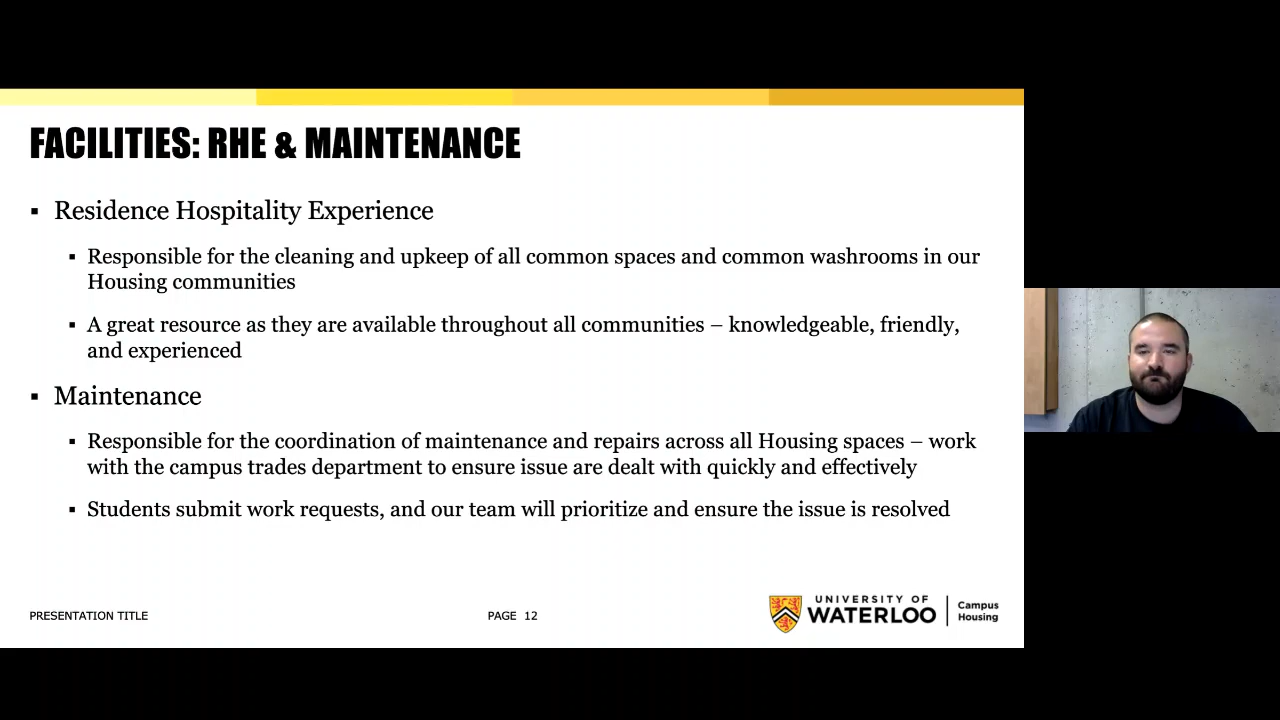 FACILITIES: RHE & MAINTENANCE
▪ Residence Hospitality Experience
▪ Responsible for the cleaning and upkeep of all common spaces and common washrooms in our
Housing communities
▪ A great resource as they are available throughout all communities – knowledgeable, friendly,
and experienced
▪ Maintenance
▪ Responsible for the coordination of maintenance and repairs across all Housing spaces – work
with the campus trades department to ensure issue are dealt with quickly and effectively
▪ Students submit work requests, and our team will prioritize and ensure the issue is resolved
PRESENTATION TITLE
PAGE 12
UNIVERSITY OF
WATERLOO
Campus
Housing